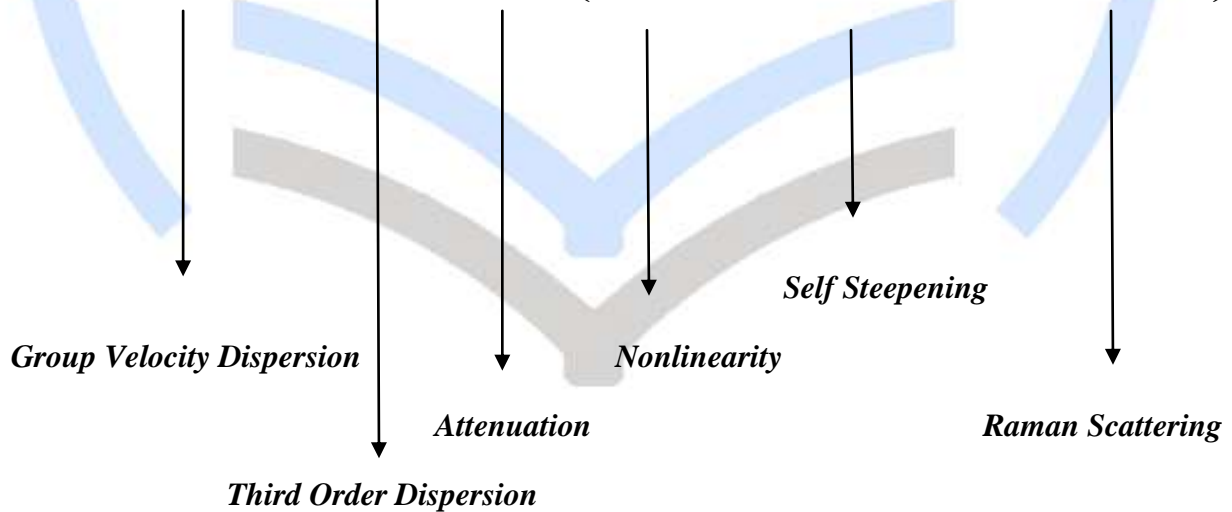 Self Steepening
Group Velocity Dispersion Nonlinearity
Attenuation Raman Scattering
Third Order Dispersion